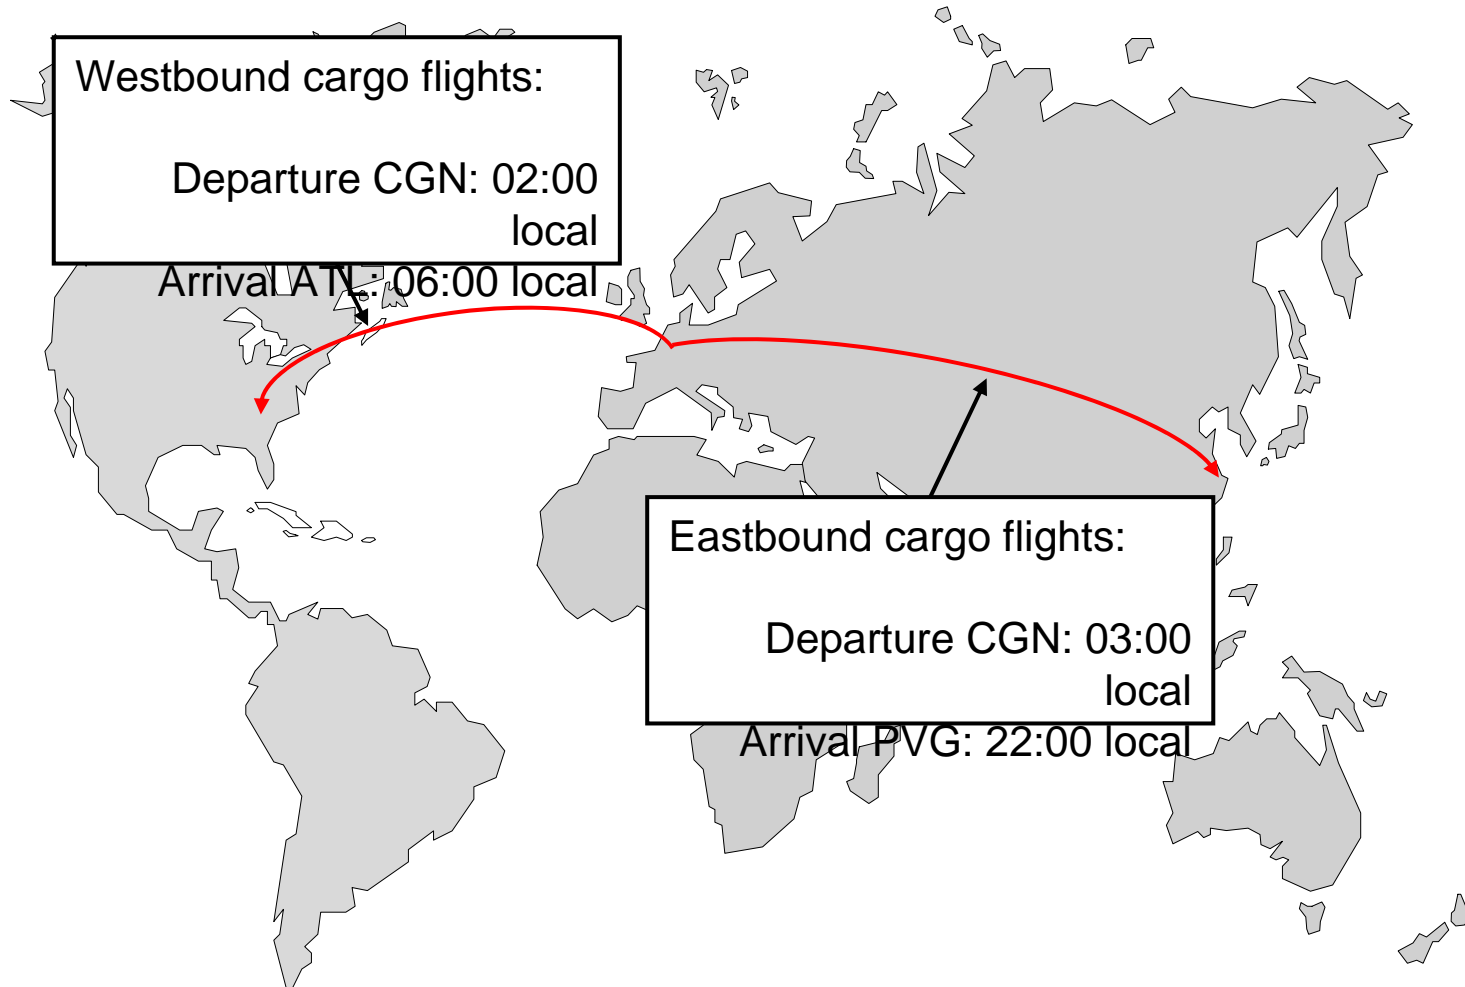 Westbound cargo flights:
Departure CGN: 02:00
local
Arrival ATL: 06:00 local
Eastbound cargo flights:
Departure CGN: 03:00
local
Arrival PVG: 22:00 local